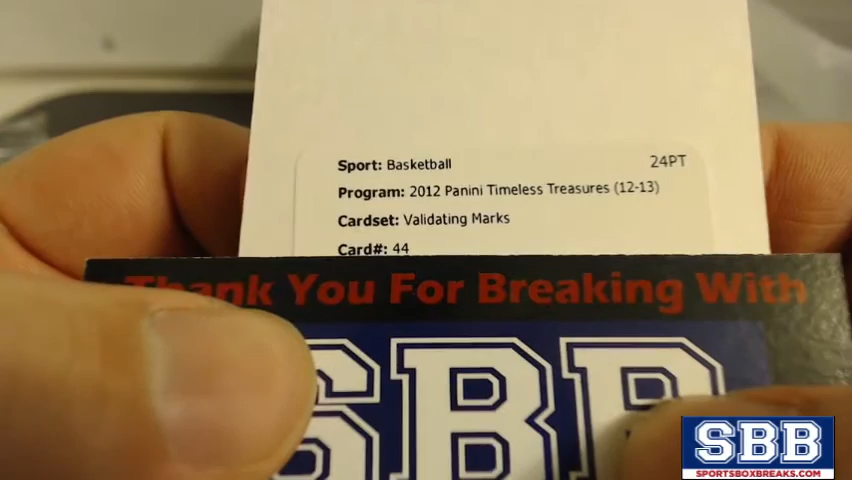 Sport: Basketball 24PT
Program: 2012 Panini Timeless Treasures (12-13)
Cardset: Validating Marks
Card#: 44
Thank You For Breaking With
SBB
SBB
SPORTSBOXBREAKS.COM